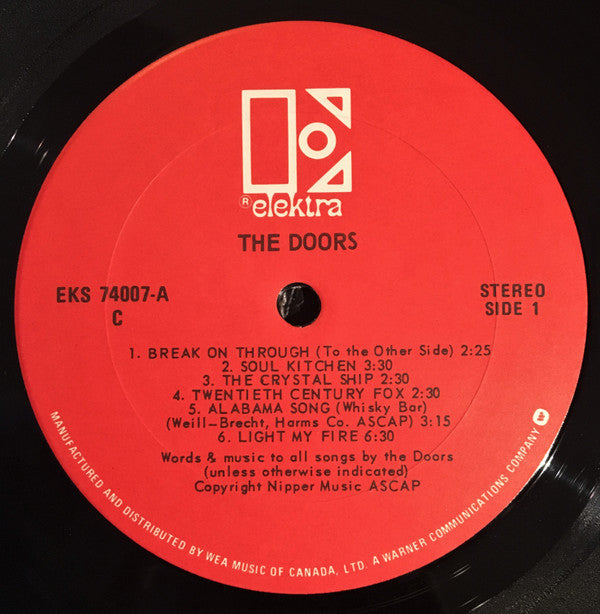 ® elektra
THE DOORS
EKS 74007-A
C
STEREO
SIDE 1
1. BREAK ON THROUGH (To the Other Side) 2:25
2. SOUL KITCHEN 3:30
3. THE CRYSTAL SHIP 2:30
4. TWENTIETH CENTURY FOX 2:30
5. ALABAMA SONG (Whisky Bar)
(Weill-Brecht, Harms Co. ASCAP) 3:15
6. LIGHT MY FIRE 6:30
Words & music to all songs by the Doors
(unless otherwise indicated)
Copyright Nipper Music ASCAP
MANUFACTURED AND DISTRIBUTED BY WEA MUSIC OF CANADA, LTD. A WARNER COMMUNICATIONS COMPANY